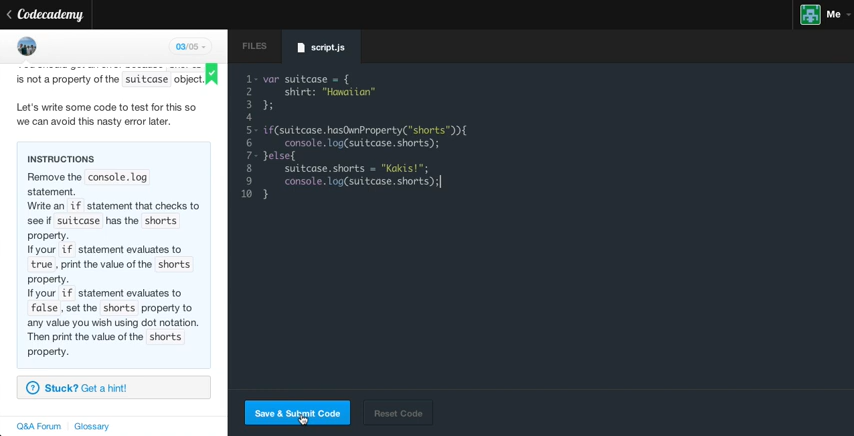 Codecademy
Me
03/05
FILES
script.js
is not a property of the suitcase object.
Let's write some code to test for this so
we can avoid this nasty error later.
INSTRUCTIONS
Remove the console.log
statement.
Write an if statement that checks to
see if suitcase has the shorts
property.
If your if statement evaluates to
true, print the value of the shorts
property.
If your if statement evaluates to
false, set the shorts property to
any value you wish using dot notation.
Then print the value of the shorts
property.
Stuck? Get a hint!
Q&A Forum
Glossary
1 var suitcase = {
2 shirt: "Hawaiian"
3 };
4
5 if(suitcase.hasOwnProperty("shorts")){
6 console.log(suitcase.shorts);
7 }else{
8 suitcase.shorts = "Kakis!";
9 console.log(suitcase.shorts);
10 }
Save & Submit Code
Reset Code